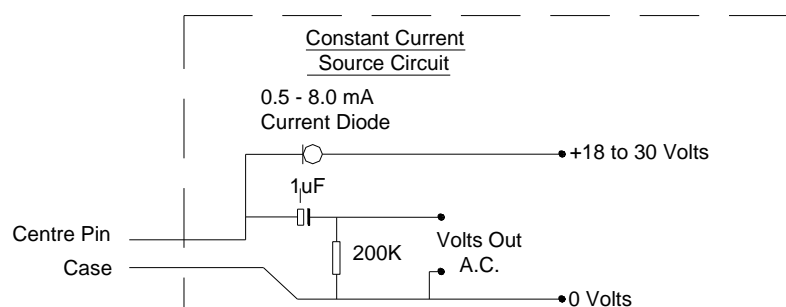 Constant Current
Source Circuit
0.5 - 8.0 mA
Current Diode
+18 to 30 Volts
1uF
Centre Pin
Case
200K
Volts Out
A.C.
0 Volts